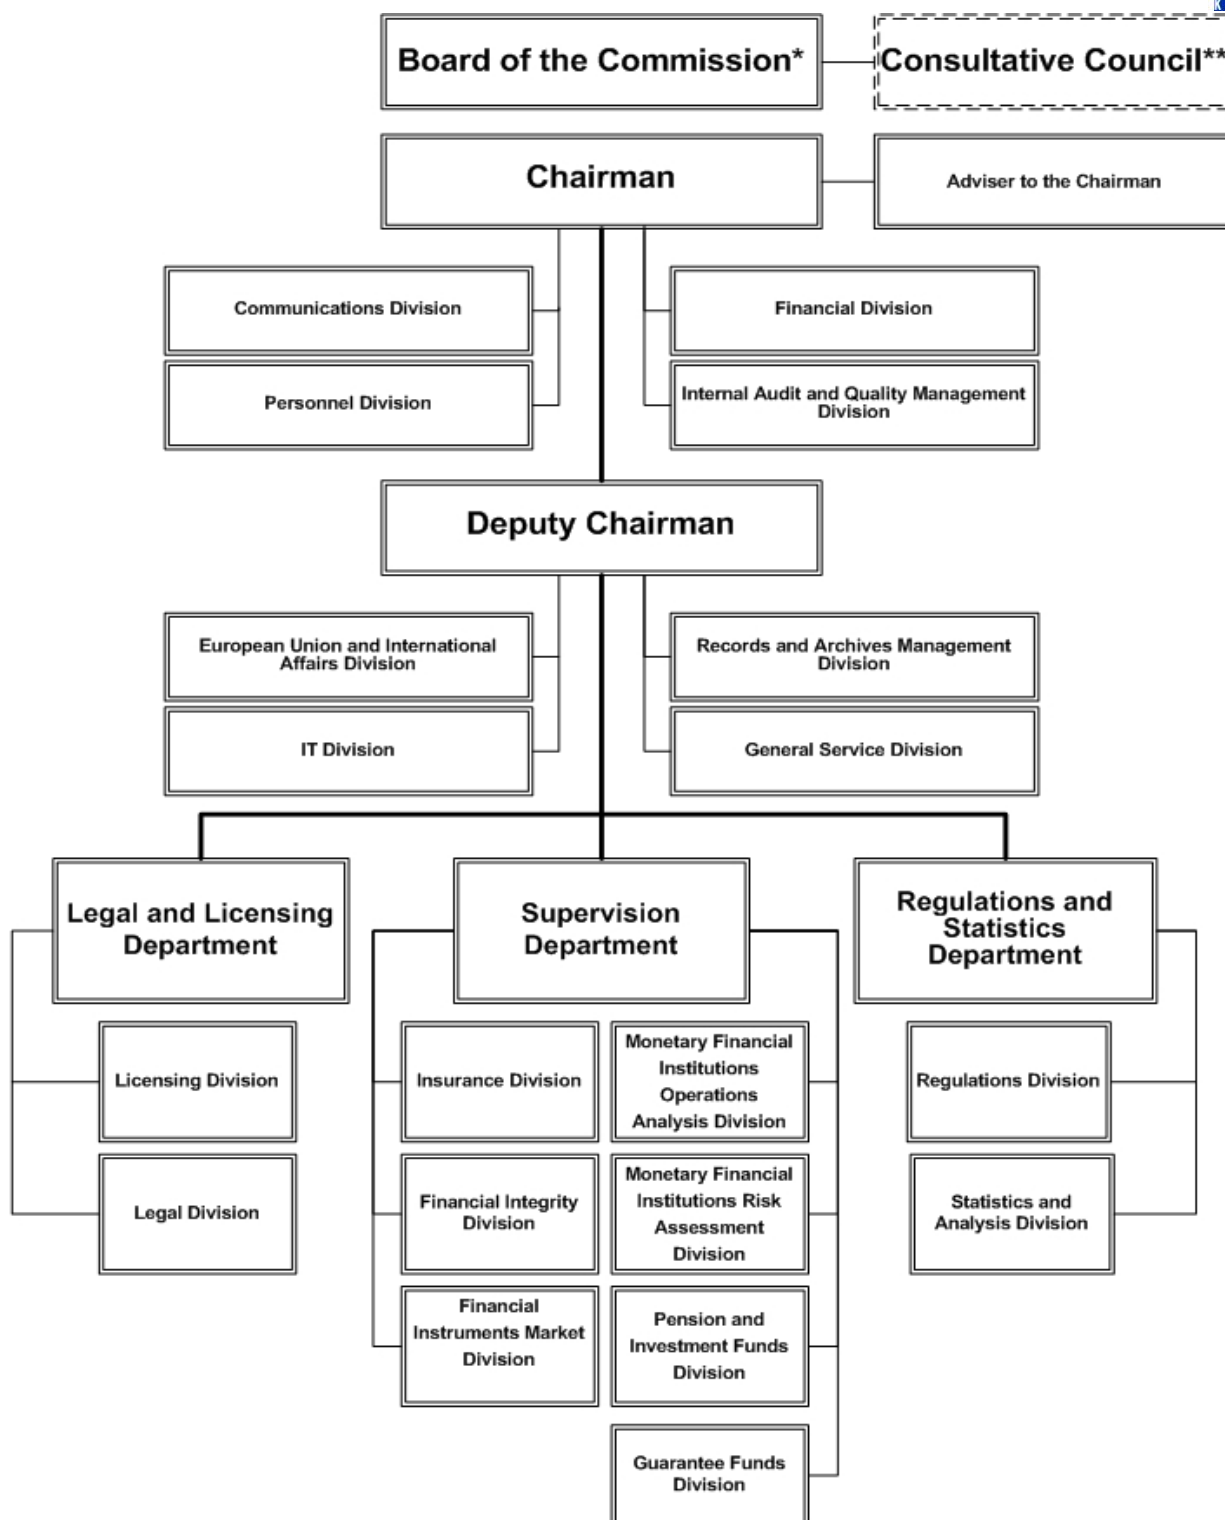 Board of the Commission*
Consultative Council**
Chairman
Adviser to the Chairman
Communications Division
Financial Division
Personnel Division
Internal Audit and Quality Management
Division
Deputy Chairman
European Union and International
Affairs Division
Records and Archives Management
Division
IT Division
General Service Division
Legal and Licensing
Department
Supervision
Department
Regulations and
Statistics
Department
Licensing Division
Insurance Division
Monetary Financial
Institutions
Operations
Analysis Division
Regulations Division
Legal Division
Financial Integrity
Division
Monetary Financial
Institutions Risk
Assessment
Division
Statistics and
Analysis Division
Financial
Instruments Market
Division
Pension and
Investment Funds
Division
Guarantee Funds
Division